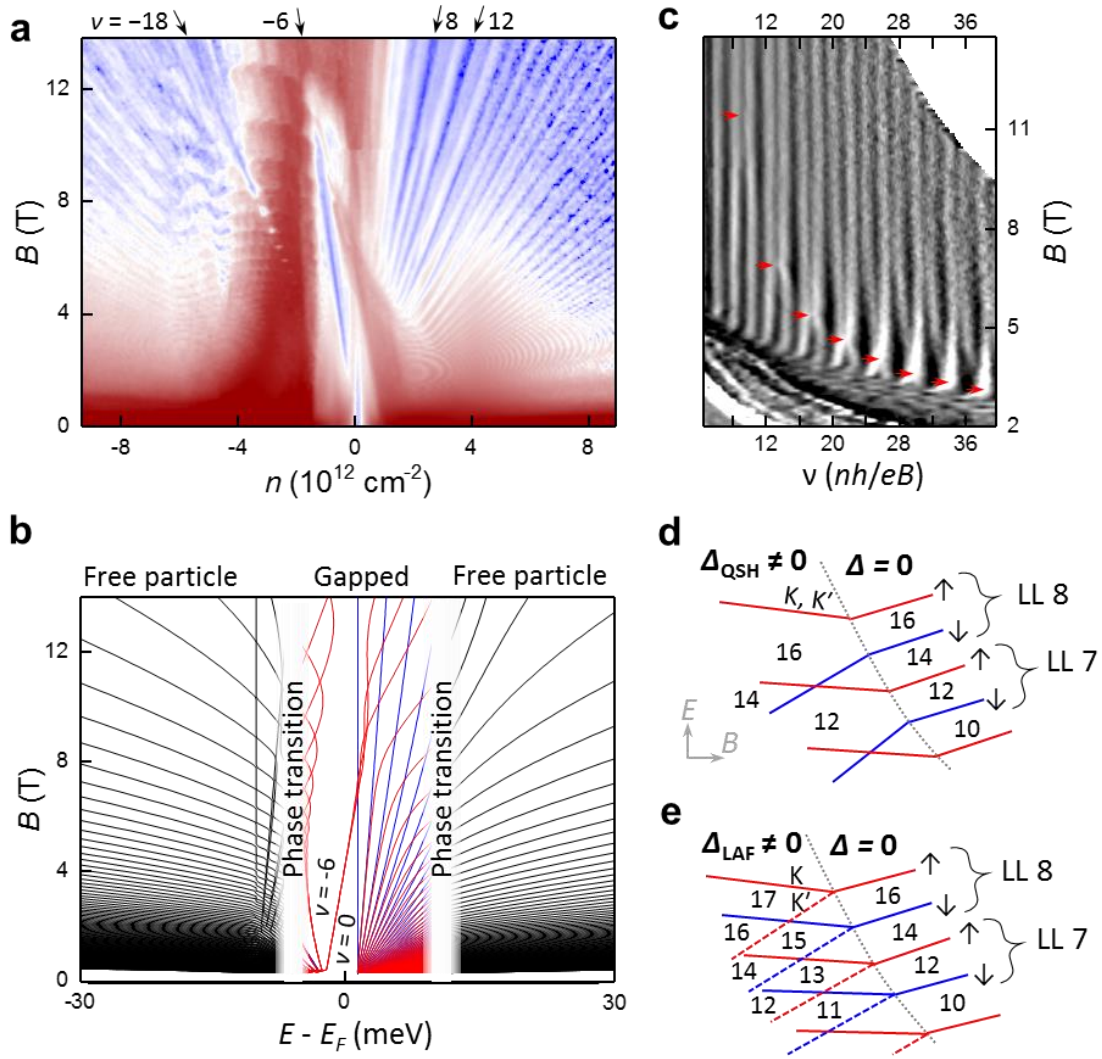 a
ν = −18
-6
8
12
B (T)
12
8
4
0
-8
-4
0
4
8
n (10¹² cm⁻²)
c
12
20
28
36
11
8
5
2
B (T)
12
20
28
36
ν (nh/eB)
b
Free particle
Gapped
Free particle
B (T)
12
8
4
0
Phase transition
ν = -6
ν = 0
Phase transition
-30
0
30
E - E_F (meV)
d
Δ_QSH ≠ 0
Δ = 0
K, K’
↑
LL 8
16
↓
16
14
↑
LL 7
14
12
↓
12
10
E
B
e
Δ_LAF ≠ 0
Δ = 0
K
↑
LL 8
17
K’
16
↓
16
15
14
↑
LL 7
14
13
12
↓
12
11
10